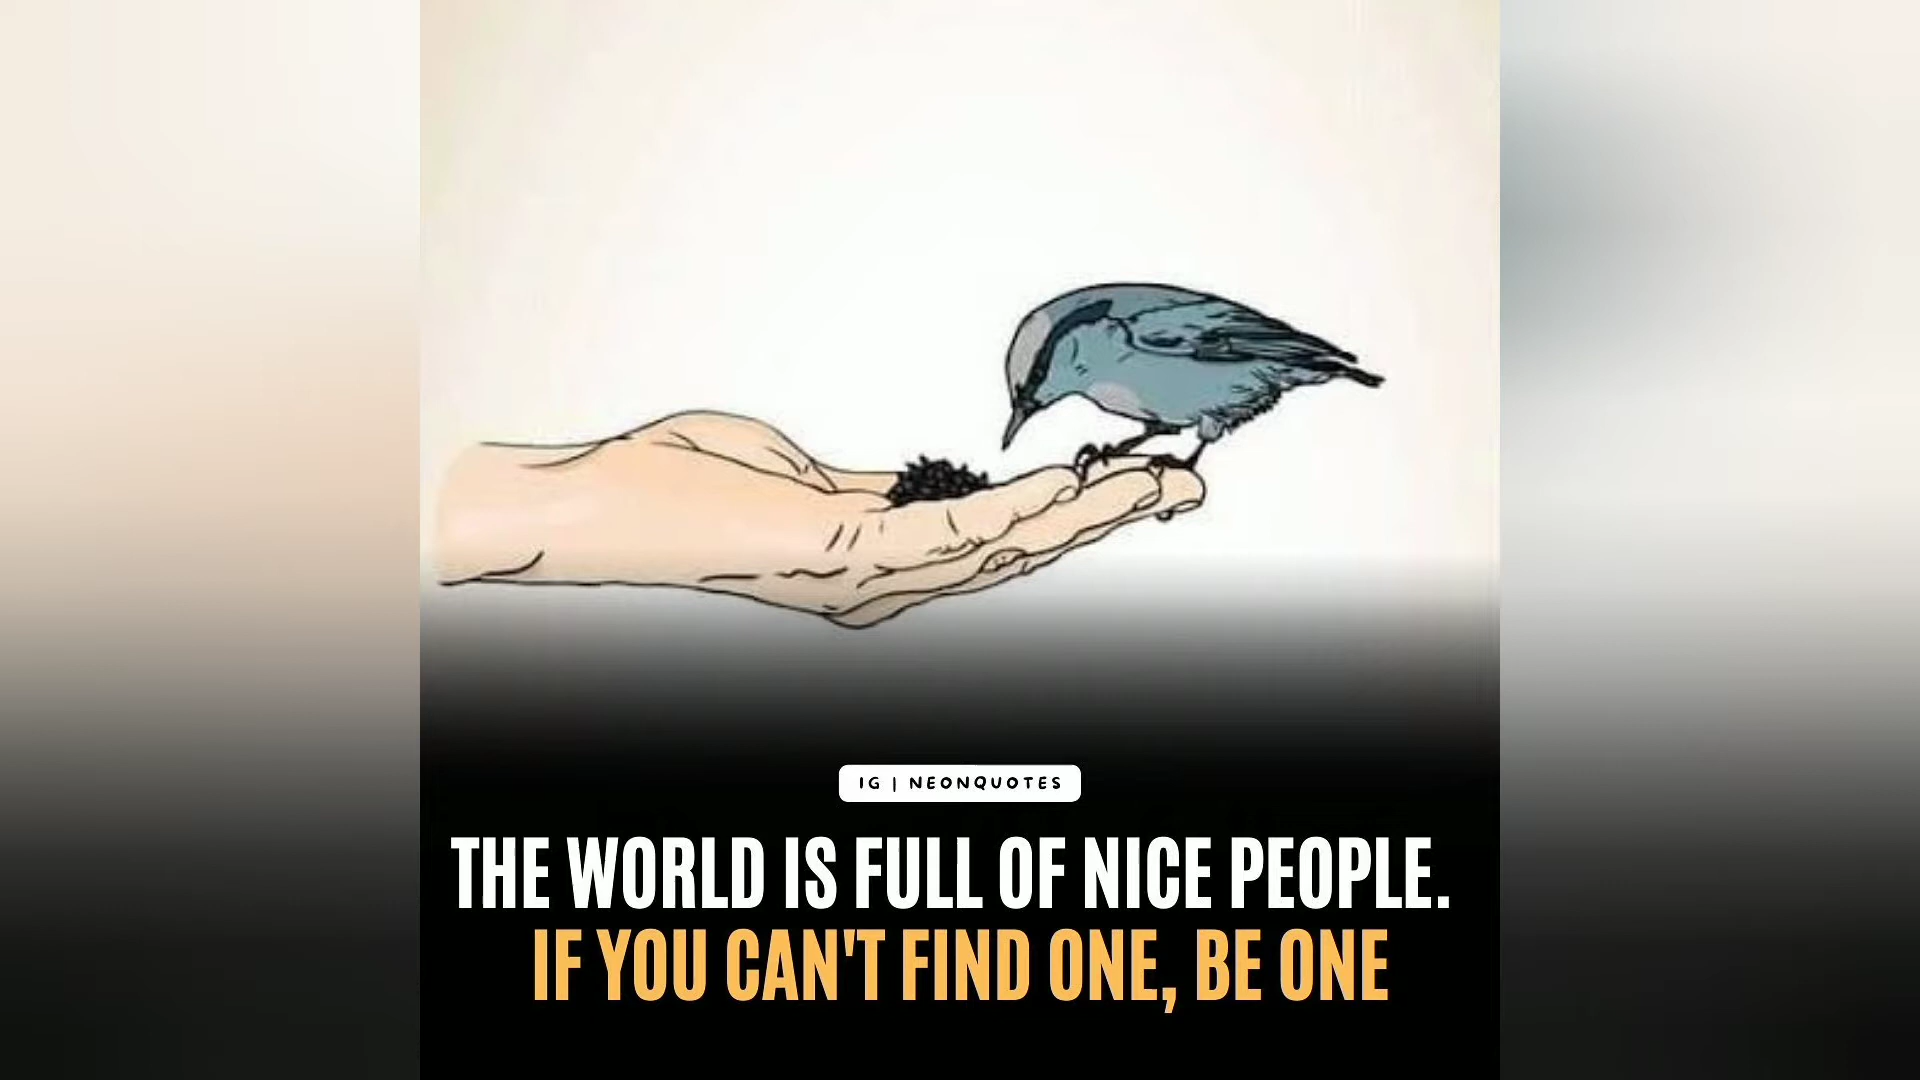 IG | NEONQUOTES
THE WORLD IS FULL OF NICE PEOPLE.
IF YOU CAN'T FIND ONE, BE ONE